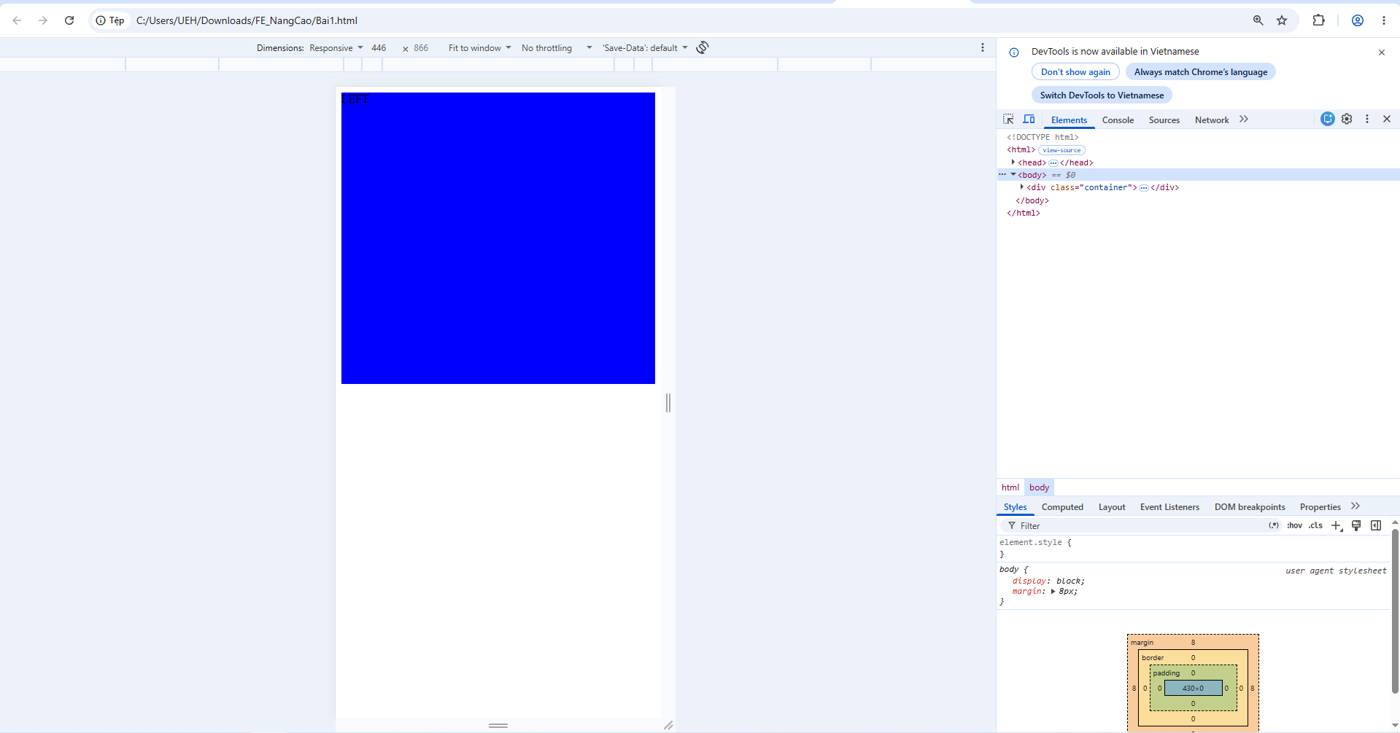 Tệp
C:/Users/UEH/Downloads/FE_NangCao/Bai1.html
Dimensions: Responsive 446 × 866 Fit to window No throttling 'Save-Data': default
LEFT
DevTools is now available in Vietnamese
Don't show again Always match Chrome's language
Switch DevTools to Vietnamese
Elements Console Sources Network
<!DOCTYPE html>
<html> view-source
<head> … </head>
<body> == $0
<div class="container"> … </div>
</body>
</html>
html body
Styles Computed Layout Event Listeners DOM breakpoints Properties
Filter (.*) :hov .cls
element.style {
}
body { user agent stylesheet
display: block;
margin: 8px;
}
margin 8
border 0
padding 0
8 0 0 430×0 0 0 8
0
0